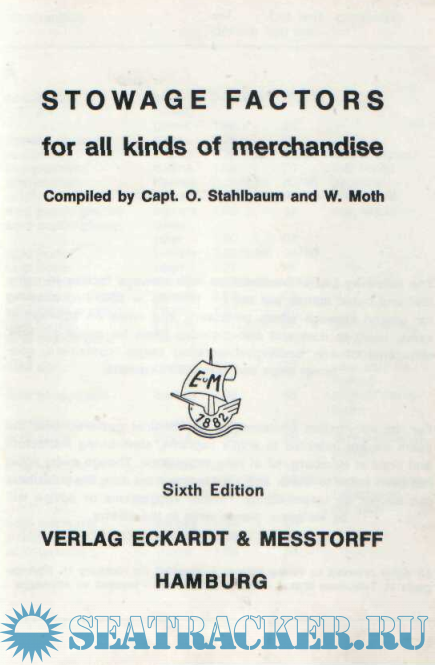 STOWAGE FACTORS
for all kinds of merchandise
Compiled by Capt. O. Stahlbaum and W. Moth
EuM
1882
Sixth Edition
VERLAG ECKARDT & MESSTORFF
HAMBURG
SEATRACKER.RU